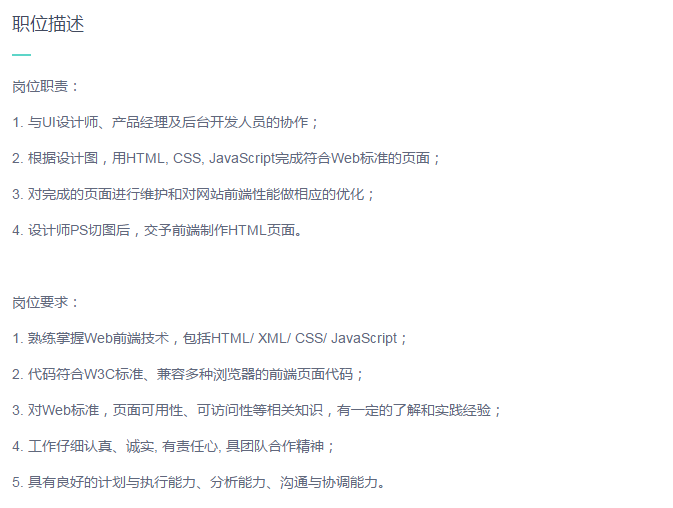 职位描述
岗位职责：
1. 与UI设计师、产品经理及后台开发人员的协作；
2. 根据设计图，用HTML, CSS, JavaScript完成符合Web标准的页面；
3. 对完成的页面进行维护和对网站前端性能做相应的优化；
4. 设计师PS切图后，交予前端制作HTML页面。
岗位要求：
1. 熟练掌握Web前端技术，包括HTML/ XML/ CSS/ JavaScript；
2. 代码符合W3C标准、兼容多种浏览器的前端页面代码；
3. 对Web标准，页面可用性、可访问性等相关知识，有一定的了解和实践经验；
4. 工作仔细认真、诚实, 有责任心, 具团队合作精神；
5. 具有良好的计划与执行能力、分析能力、沟通与协调能力。